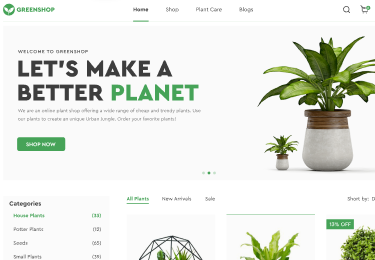 GREENSHOP
Home Shop Plant Care Blogs
WELCOME TO GREENSHOP
LET'S MAKE A
BETTER PLANET
We are an online plant shop offering a wide range of cheap and trendy plants. Use
our plants to create an unique Urban Jungle. Order your favorite plants!
SHOP NOW
Categories
House Plants (33)
Potter Plants (12)
Seeds (65)
Small Plants (39)
All Plants New Arrivals Sale
Short by: D
13% OFF